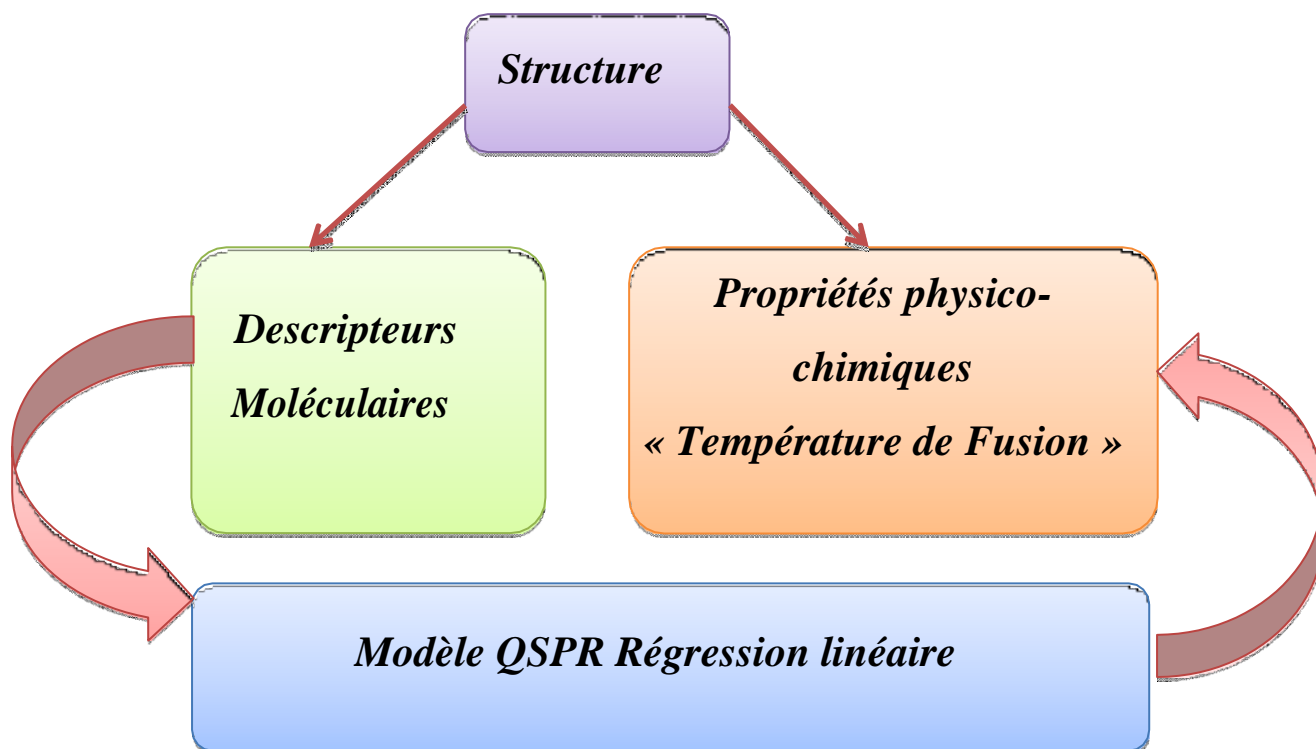 Structure
Descripteurs
Moléculaires
Propriétés physico-
chimiques
« Température de Fusion »
Modèle QSPR Régression linéaire